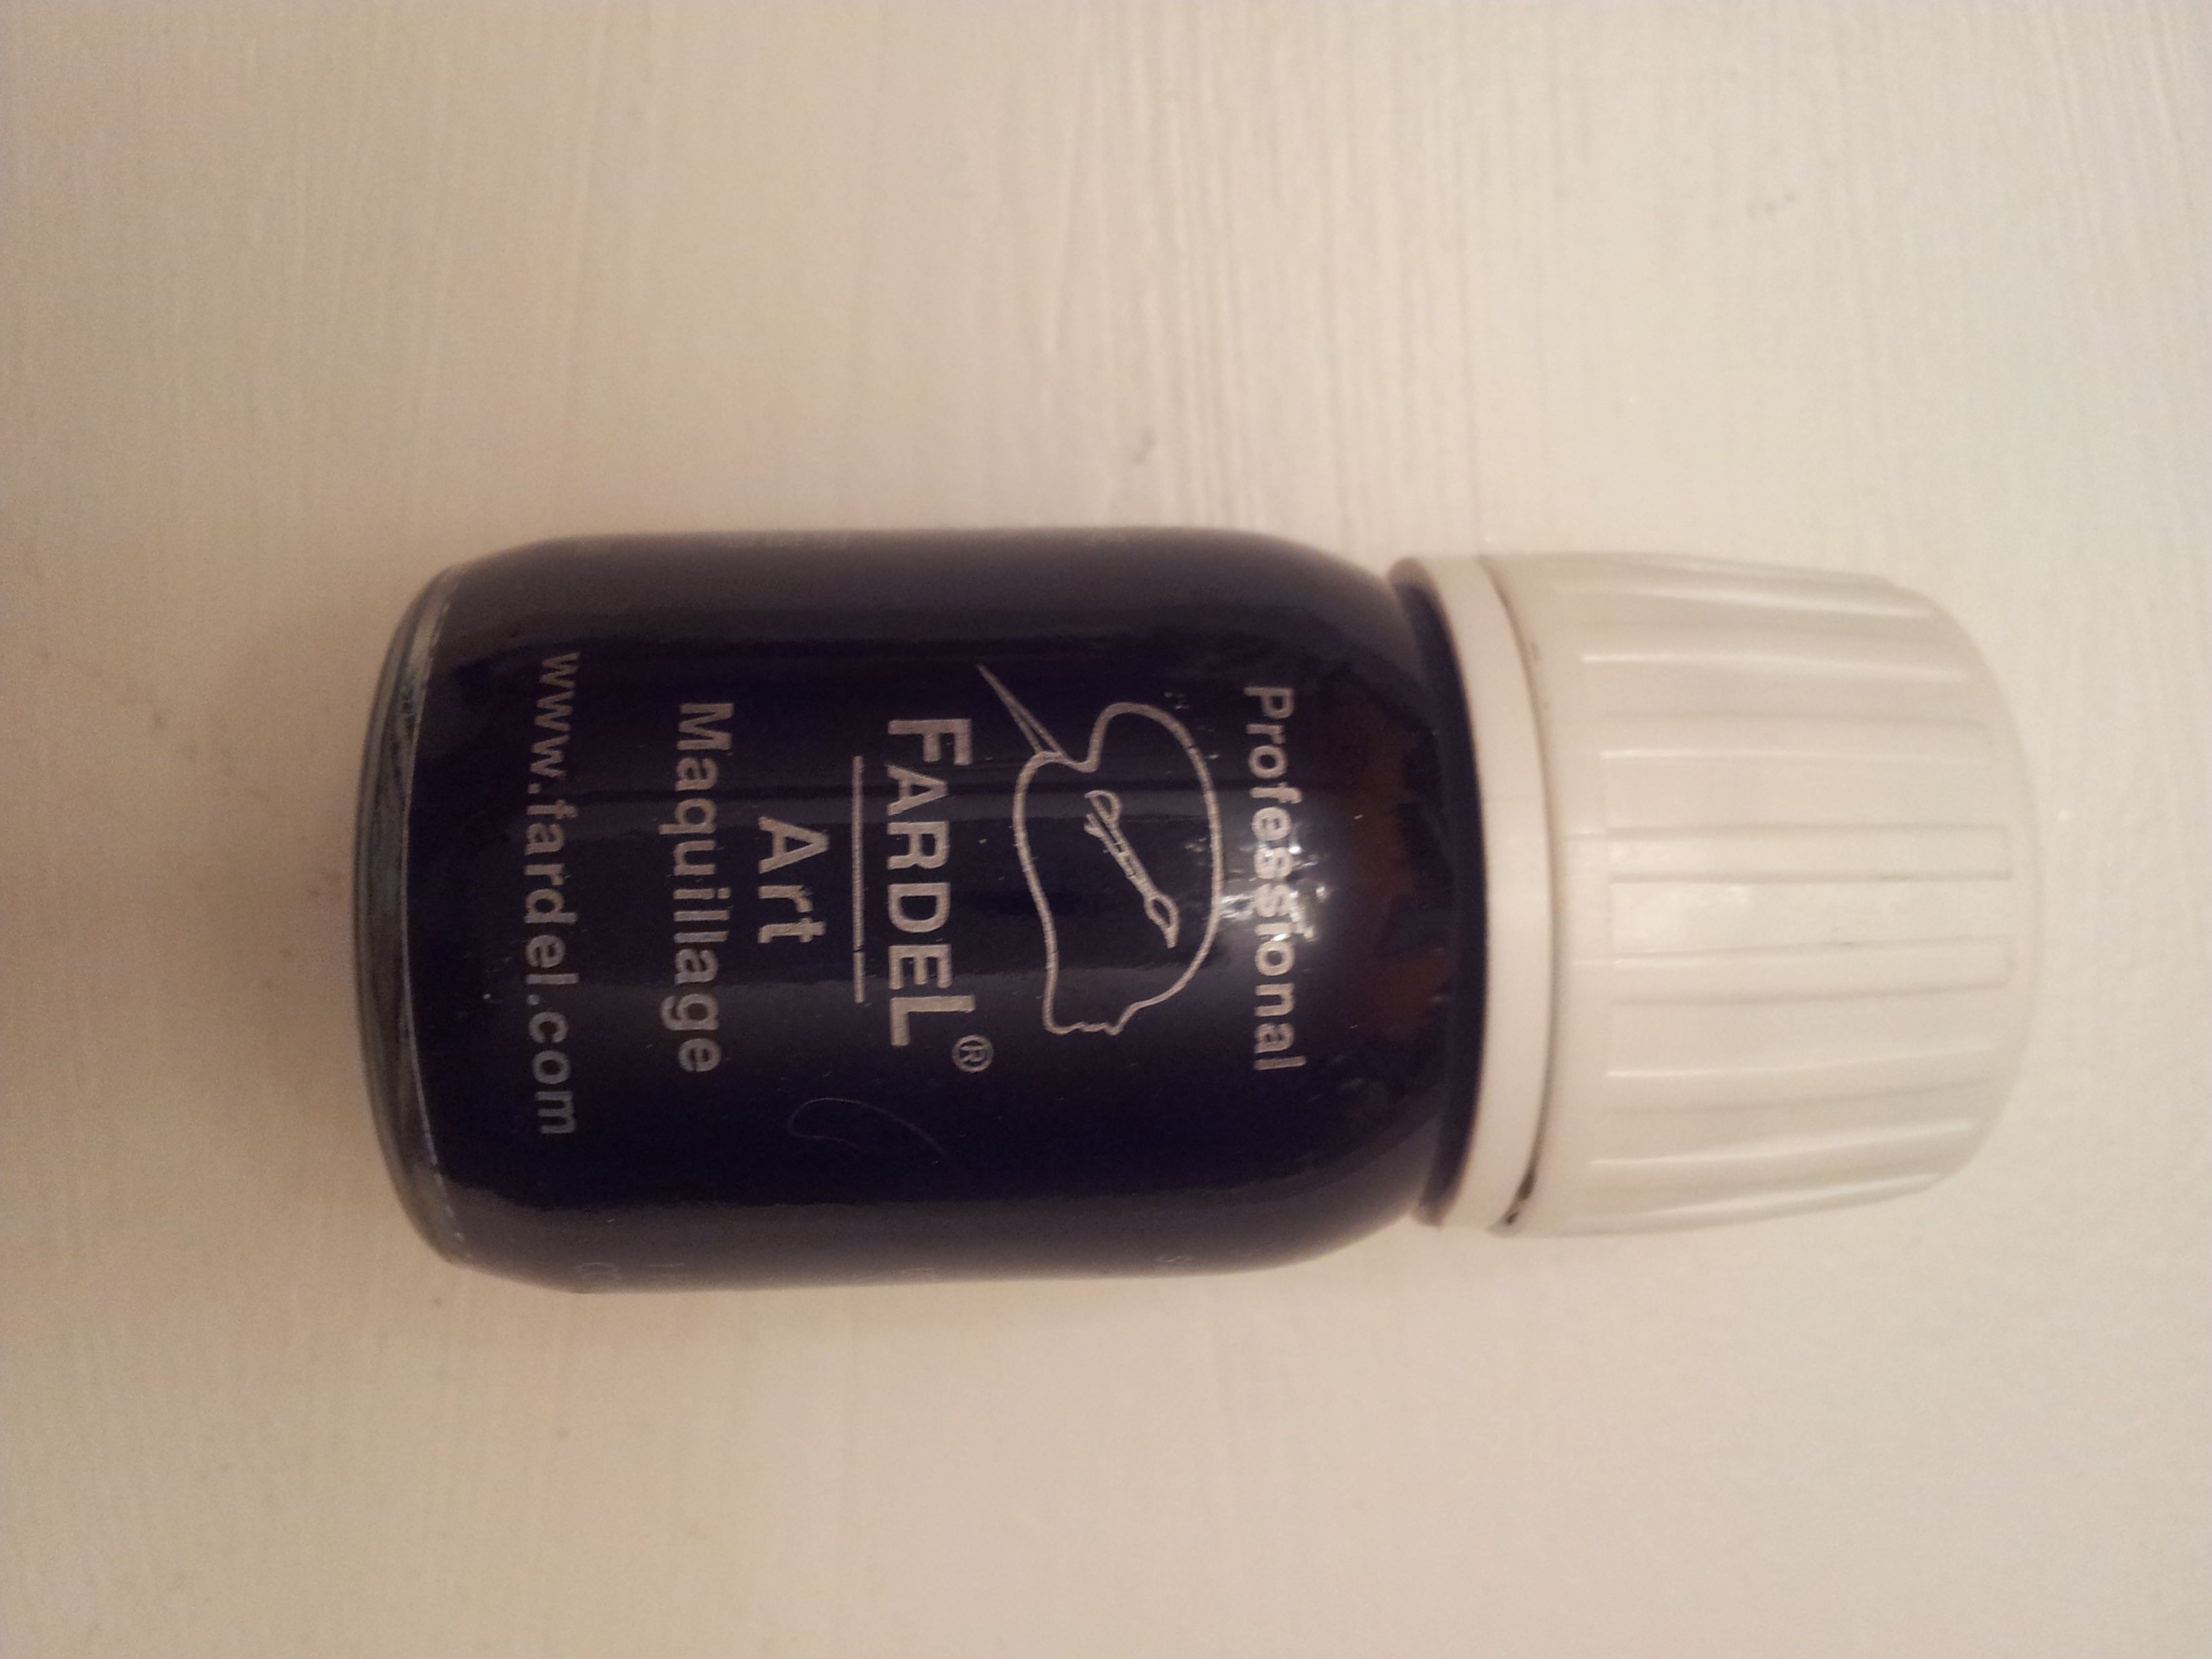 Professional
FARDEL®
Art
Maquillage
www.fardel.com